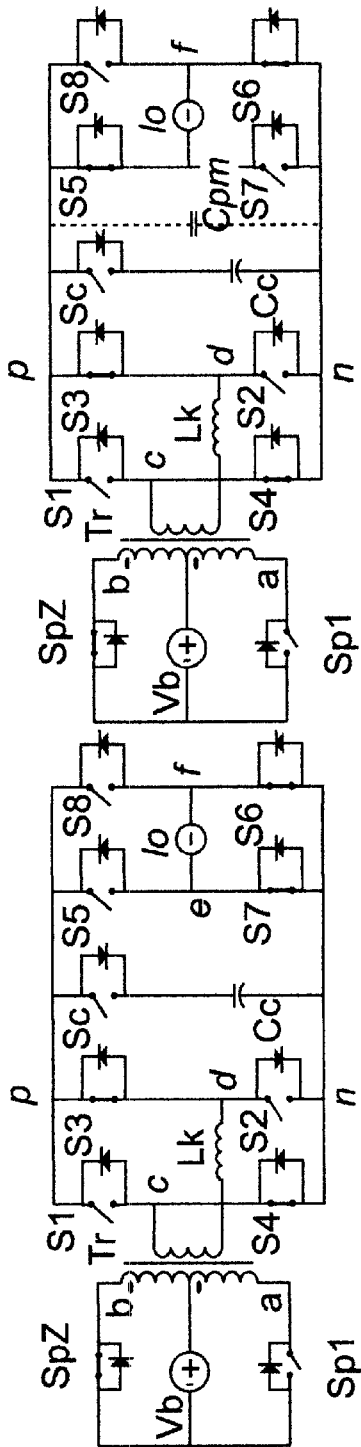 p
S1
S3
Sc
S5
S8
SpZ
Tr
c
Lk
d
e
Io
f
b
Vb
a
S4
S2
Cc
S7
S6
Sp1
n
p
S1
S3
Sc
S5
S8
SpZ
Tr
c
Lk
d
Cpm
Io
f
b
Vb
a
S4
S2
Cc
S7
S6
Sp1
n